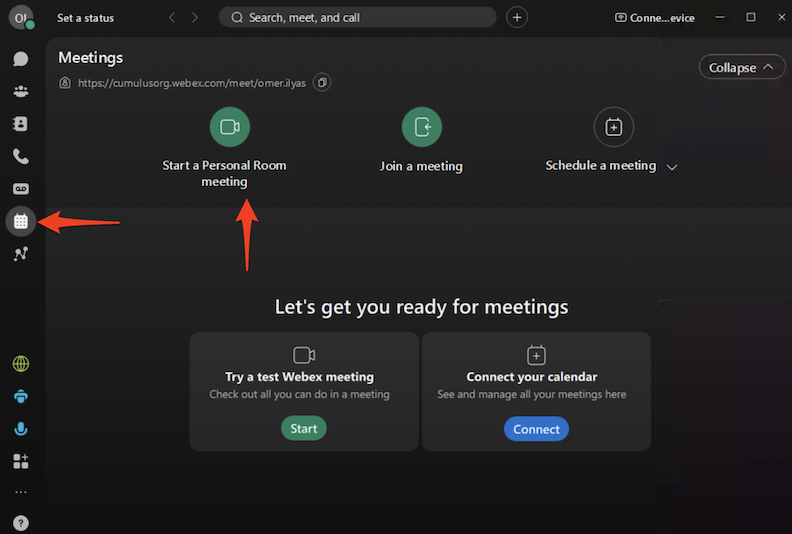 OI Set a status Search, meet, and call Conne...evice
Meetings
https://cumulusorg.webex.com/meet/omer.ilyas
Collapse
Start a Personal Room
meeting
Join a meeting
Schedule a meeting
Let's get you ready for meetings
Try a test Webex meeting
Check out all you can do in a meeting
Start
Connect your calendar
See and manage all your meetings here
Connect